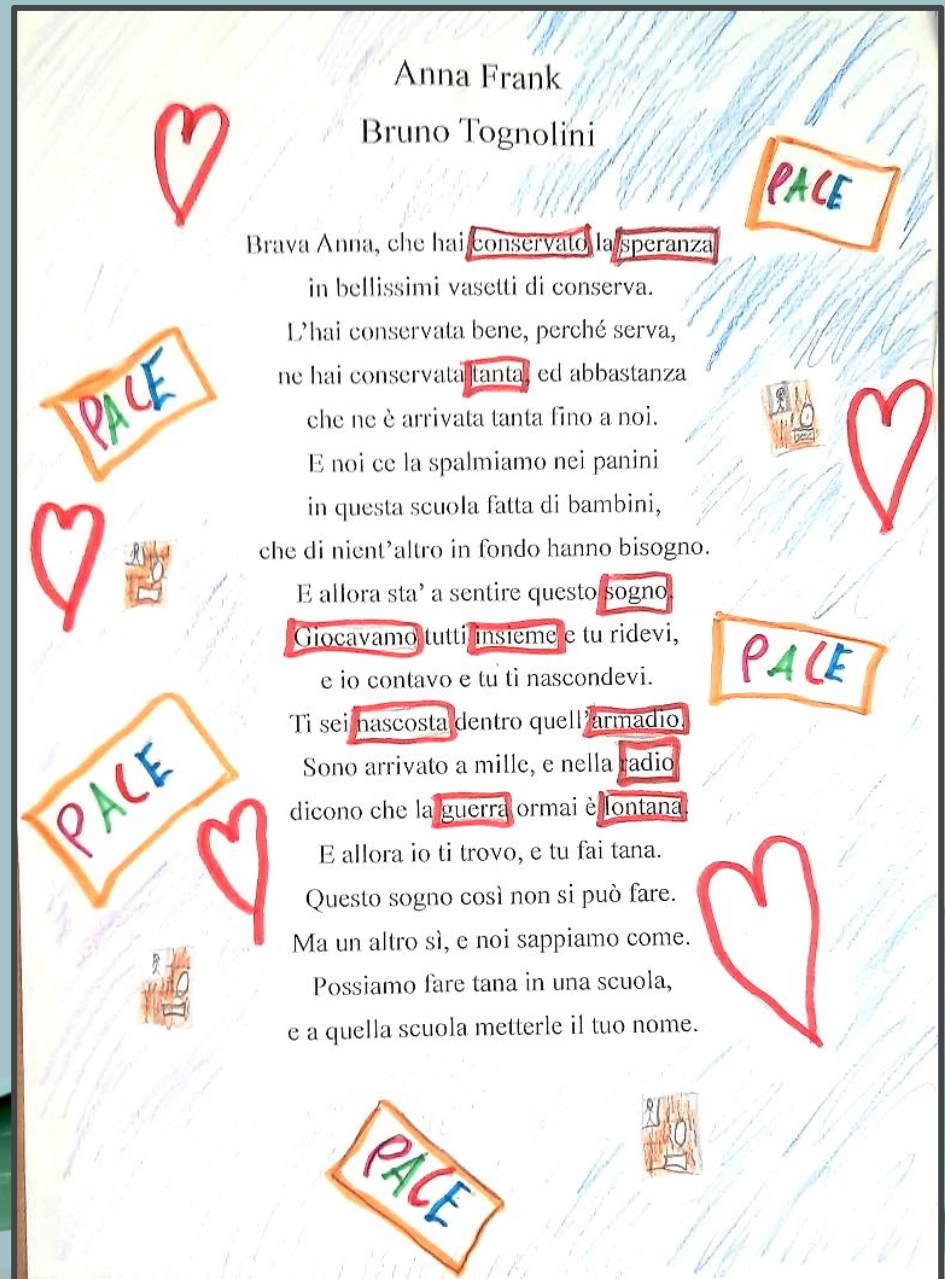 Anna Frank
Bruno Tognolini
PACE
Brava Anna, che hai conservato la speranza
in bellissimi vasetti di conserva.
L'hai conservata bene, perché serva,
ne hai conservata tanta, ed abbastanza
PACE
che ne è arrivata tanta fino a noi.
E noi ce la spalmiamo nei panini
in questa scuola fatta di bambini,
che di nient'altro in fondo hanno bisogno.
E allora sta' a sentire questo sogno.
Giocavamo tutti insieme e tu ridevi,
PACE
e io contavo e tu ti nascondevi.
Ti sei nascosta dentro quell'armadio.
Sono arrivato a mille, e nella radio
PACE
dicono che la guerra ormai è lontana.
E allora io ti trovo, e tu fai tana.
Questo sogno così non si può fare.
Ma un altro sì, e noi sappiamo come.
Possiamo fare tana in una scuola,
e a quella scuola metterle il tuo nome.
PACE